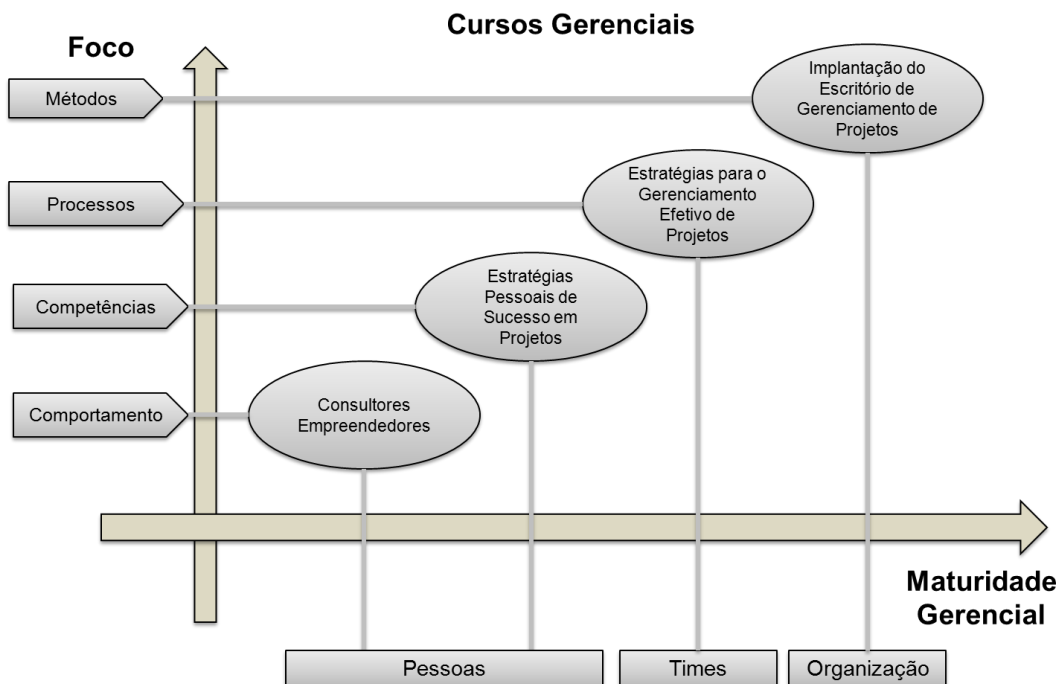 Cursos Gerenciais
Foco
Métodos
Implantação do
Escritório de
Gerenciamento de
Projetos
Processos
Estratégias para o
Gerenciamento
Efetivo de
Projetos
Competências
Estratégias
Pessoais de
Sucesso em
Projetos
Comportamento
Consultores
Empreendedores
Maturidade
Gerencial
Pessoas
Times
Organização